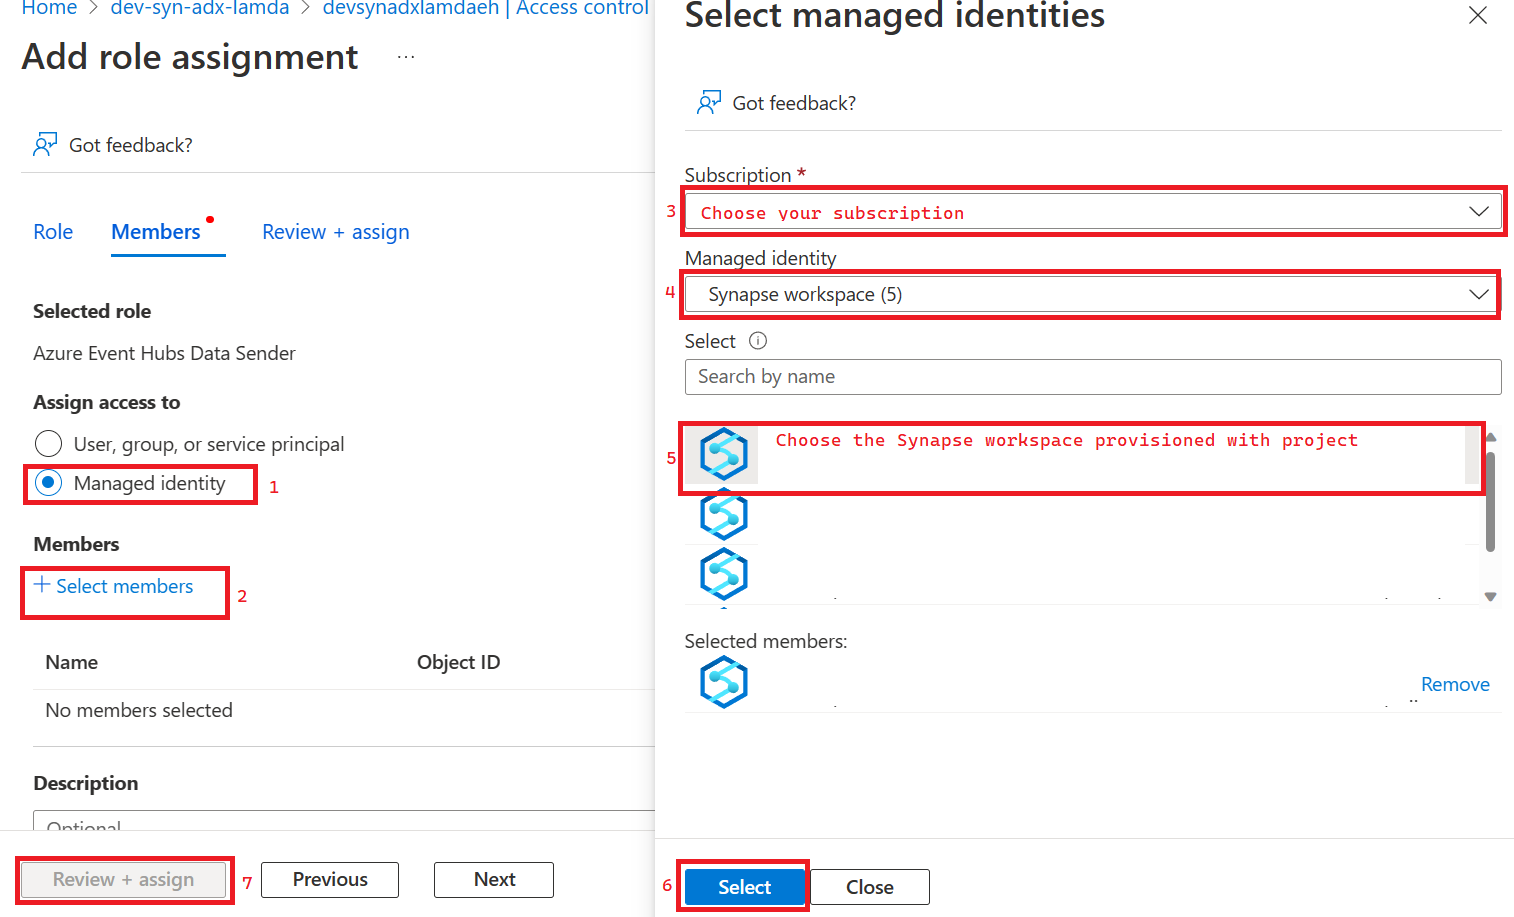 Home > dev-syn-adx-lamda > devsynadxlamdaeh | Access control
Add role assignment ...
Got feedback?
Role Members Review + assign
Selected role
Azure Event Hubs Data Sender
Assign access to
User, group, or service principal
Managed identity 1
Members
+ Select members 2
Name Object ID
No members selected
Description
Optional
Review + assign 7 Previous Next
Select managed identities
Got feedback?
Subscription *
3 Choose your subscription
Managed identity
4 Synapse workspace (5)
Select
Search by name
5 Choose the Synapse workspace provisioned with project
Selected members:
Remove
6 Select Close